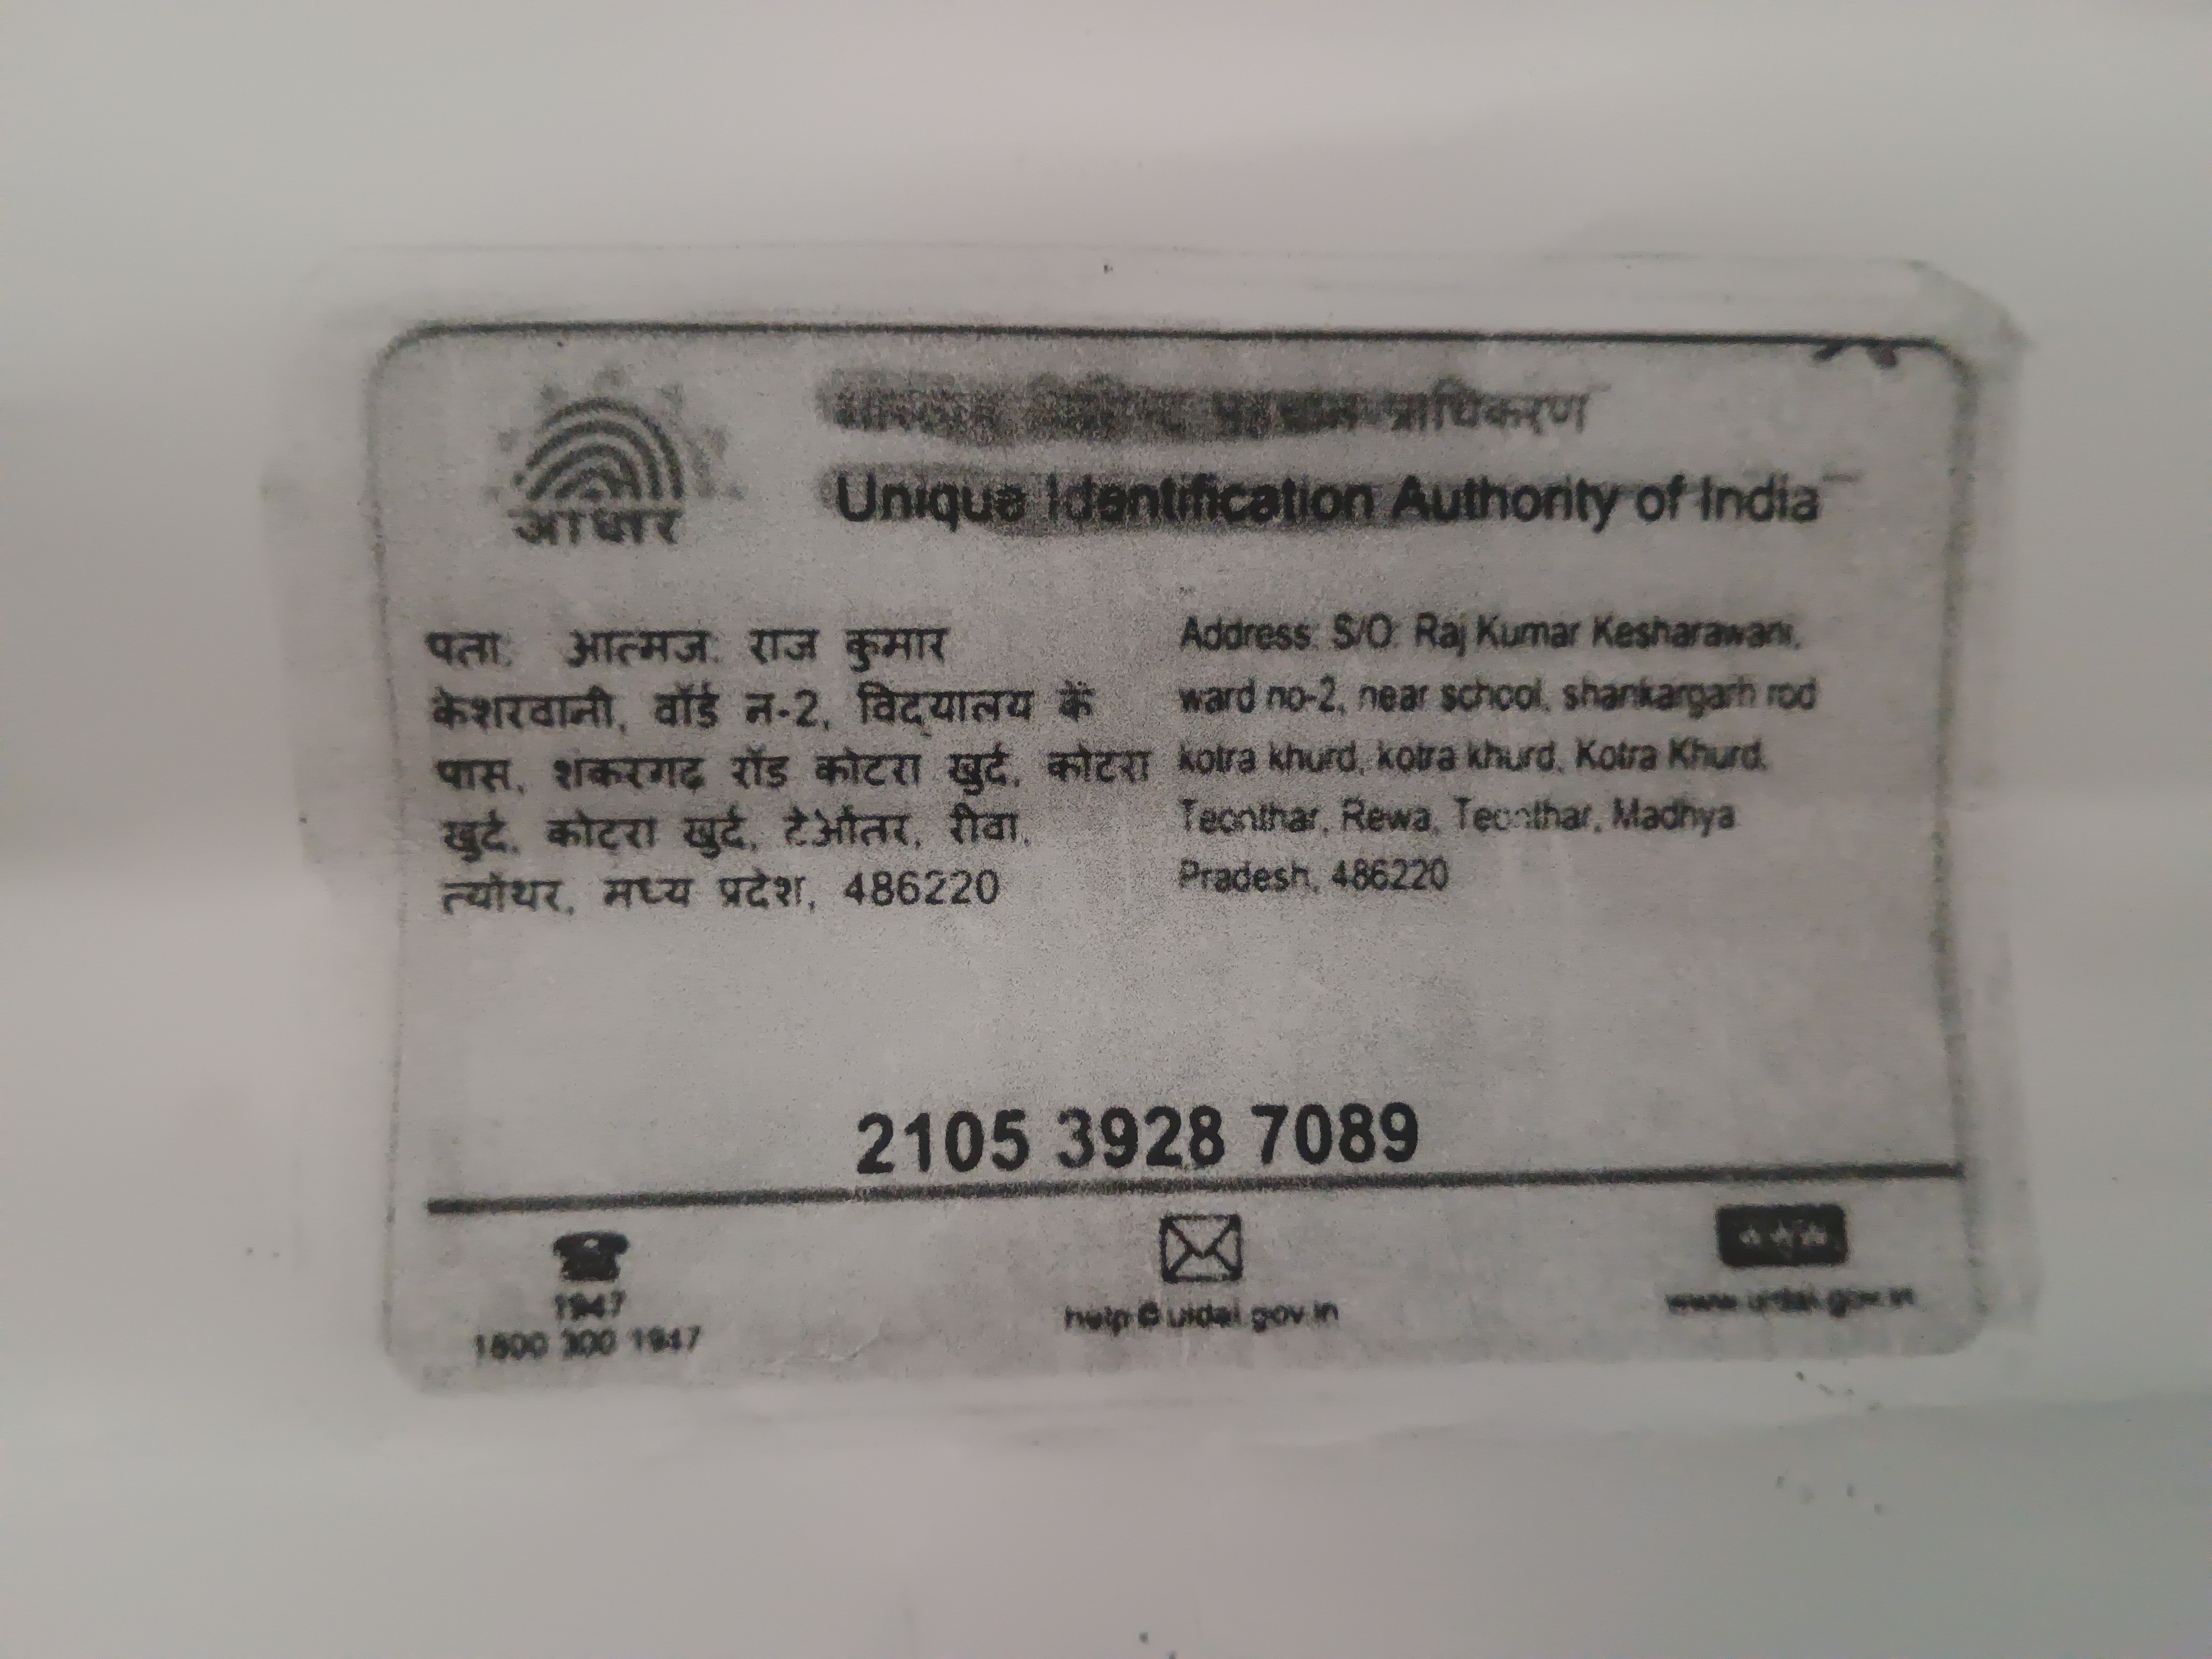 आधार
प्राधिकरण
Unique Identification Authority of India
पता: आत्मज: राज कुमार
केशरवानी, वॉर्ड न-2, विद्यालय कें
पास, शंकरगढ़ रॉड कोटरा खुर्द, कोटरा
खुर्द, कोटरा खुर्द, टेओंतर, रीवा,
त्योंथर, मध्य प्रदेश, 486220
Address: S/O: Raj Kumar Kesharawani,
ward no-2, near school, shankargarh rod
kotra khurd, kotra khurd, Kotra Khurd,
Teonthar, Rewa, Teonthar, Madhya
Pradesh, 486220
2105 3928 7089
1947
1800 300 1947
help@uidai.gov.in
www.uidai.gov.in